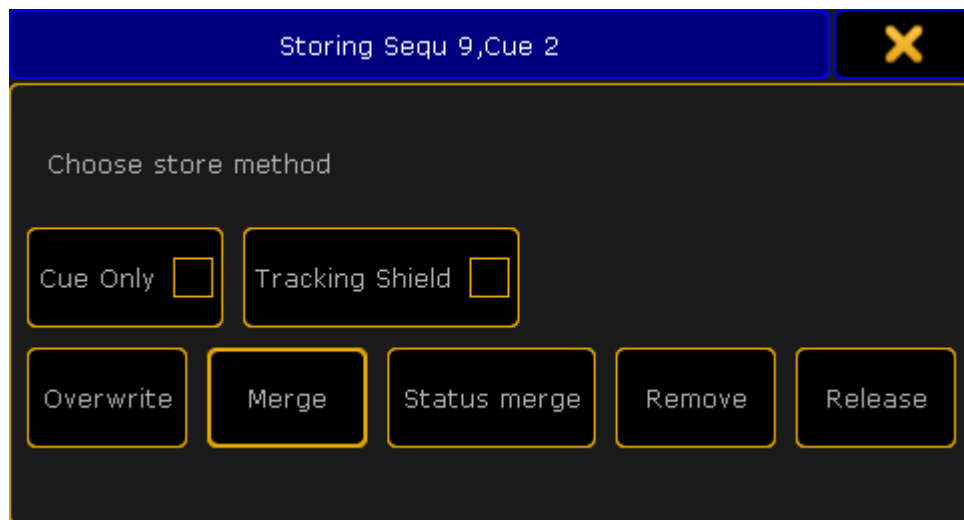 Storing Sequ 9,Cue 2
Choose store method
Cue Only Tracking Shield
Overwrite Merge Status merge Remove Release